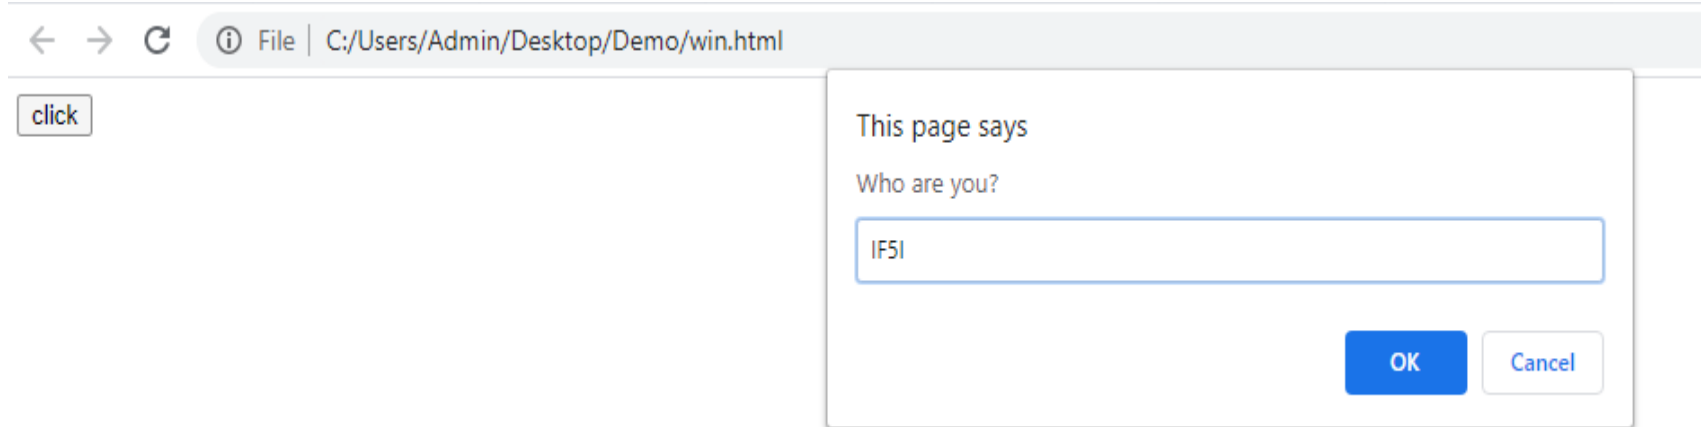 File | C:/Users/Admin/Desktop/Demo/win.html
click
This page says
Who are you?
IF5I
OK Cancel